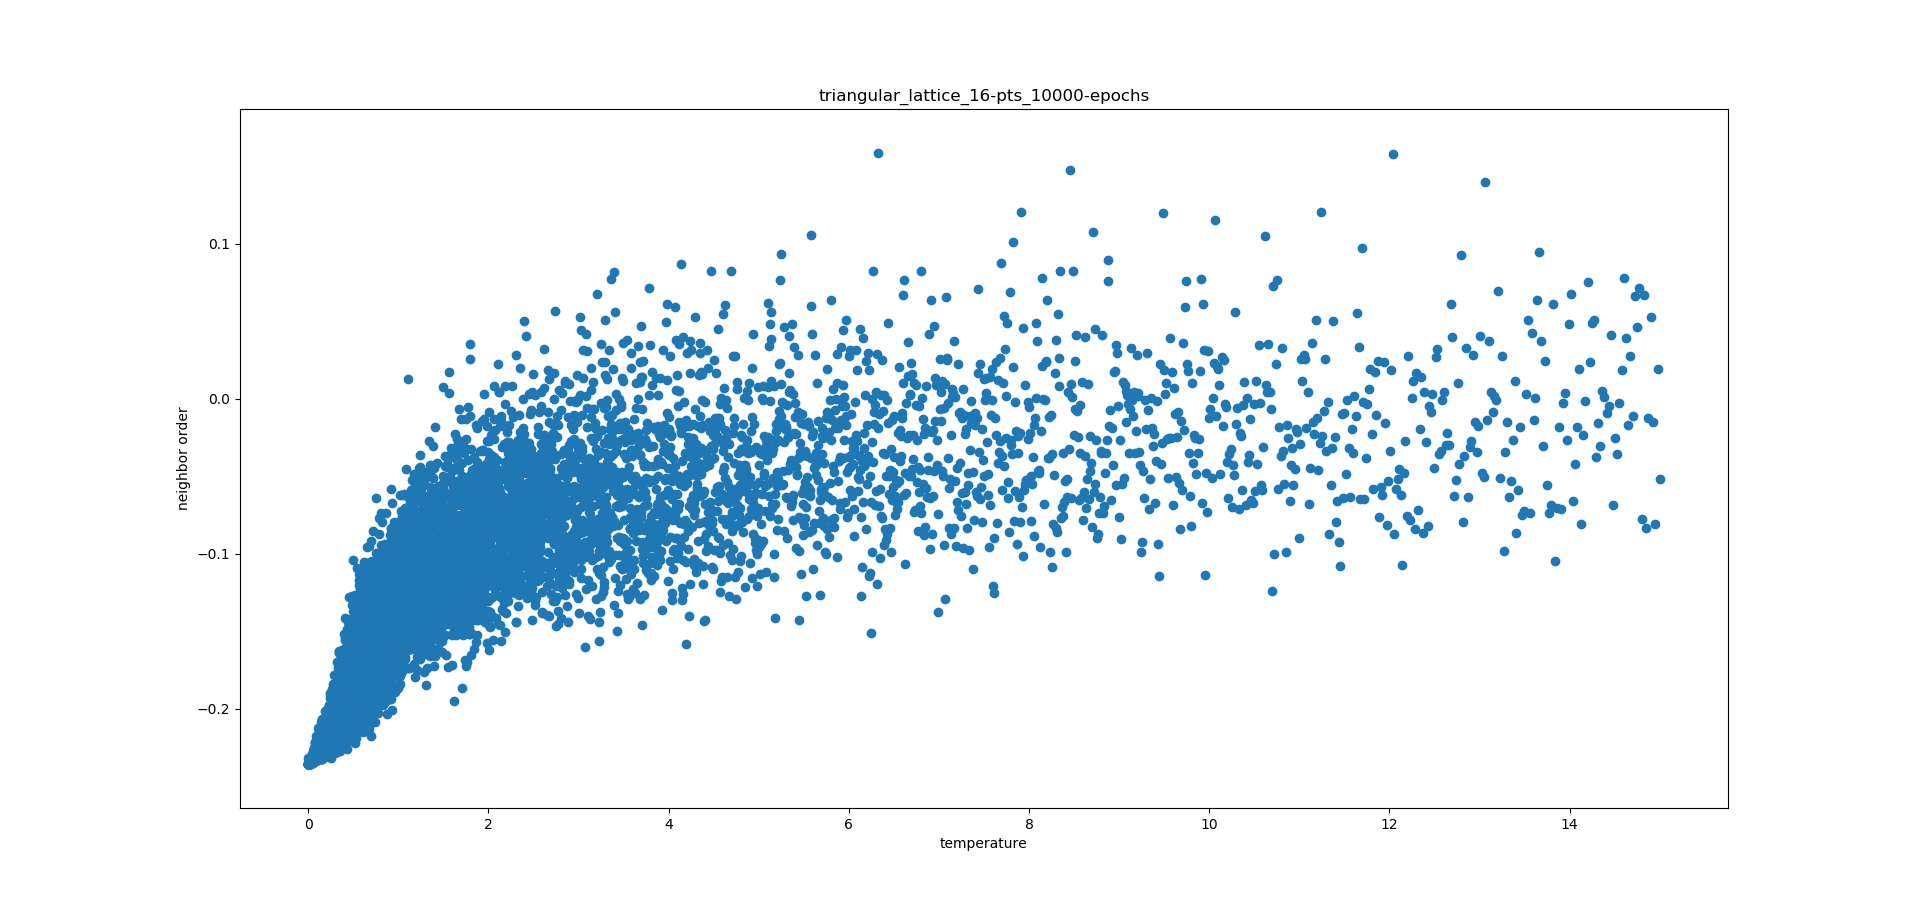 triangular_lattice_16-pts_10000-epochs
0.1
0.0
−0.1
−0.2
neighbor order
0 2 4 6 8 10 12 14
temperature